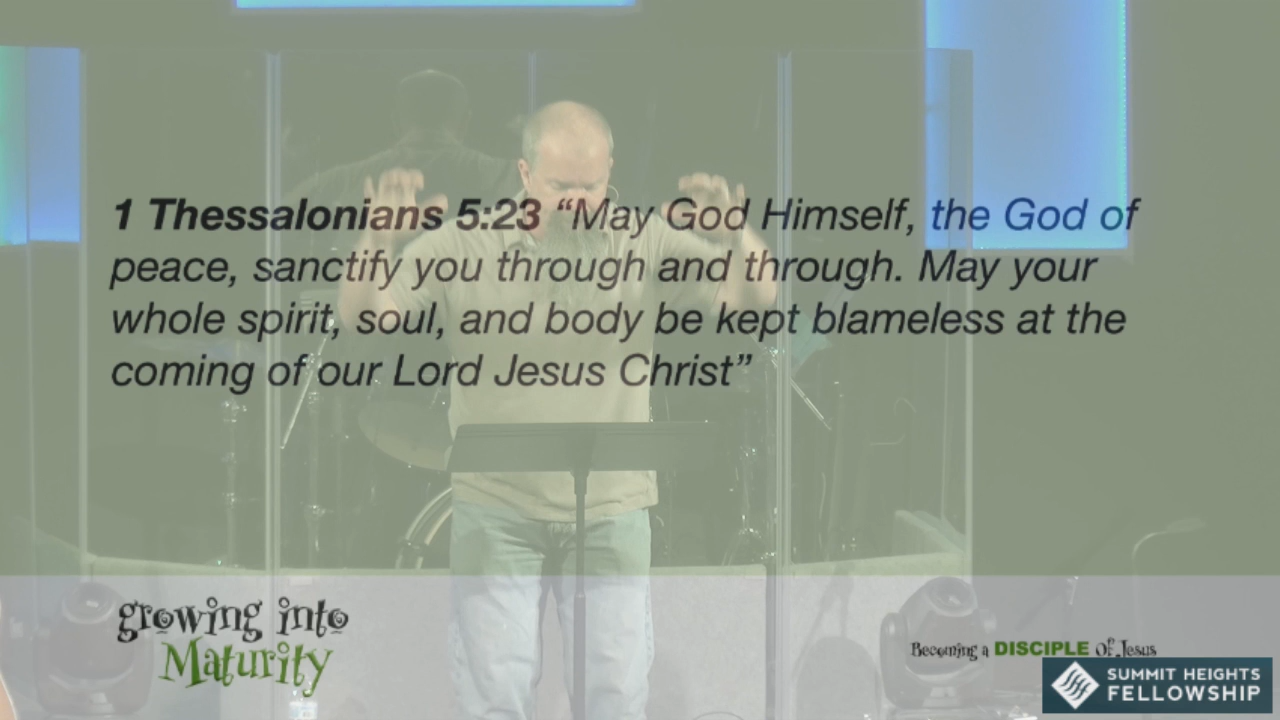 1 Thessalonians 5:23 “May God Himself, the God of
peace, sanctify you through and through. May your
whole spirit, soul, and body be kept blameless at the
coming of our Lord Jesus Christ”
growing into
Maturity
Becoming a DISCIPLE Of Jesus
SUMMIT HEIGHTS
FELLOWSHIP